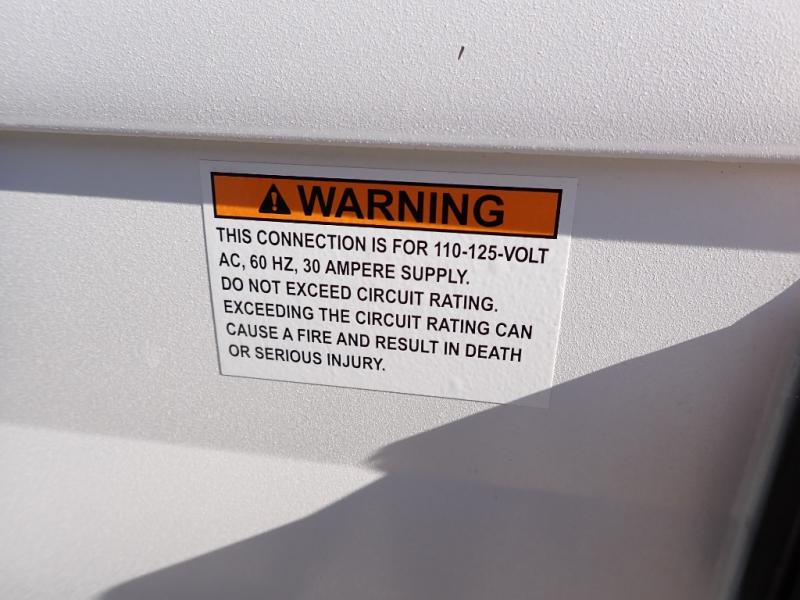 WARNING
THIS CONNECTION IS FOR 110-125-VOLT
AC, 60 HZ, 30 AMPERE SUPPLY.
DO NOT EXCEED CIRCUIT RATING.
EXCEEDING THE CIRCUIT RATING CAN
CAUSE A FIRE AND RESULT IN DEATH
OR SERIOUS INJURY.